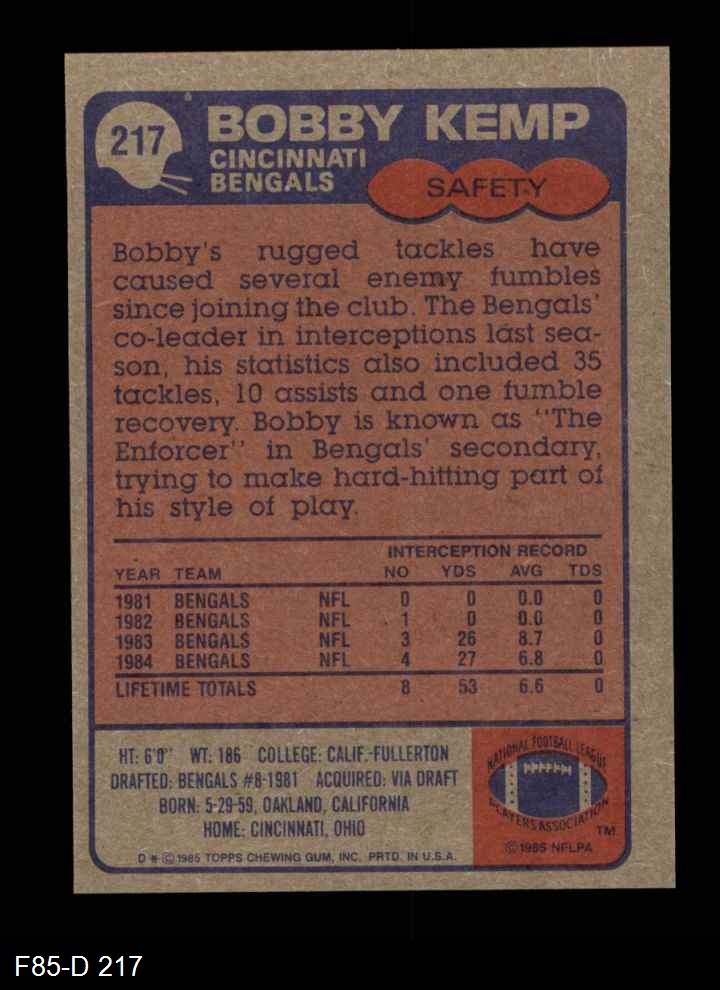 217
BOBBY KEMP
CINCINNATI
BENGALS
SAFETY
Bobby's rugged tackles have
caused several enemy fumbles
since joining the club. The Bengals'
co-leader in interceptions last sea-
son, his statistics also included 35
tackles, 10 assists and one fumble
recovery. Bobby is known as "The
Enforcer" in Bengals' secondary,
trying to make hard-hitting part of
his style of play.
INTERCEPTION RECORD
YEAR TEAM NO YDS AVG TDS
1981 BENGALS NFL 0 0 0.0 0
1982 BENGALS NFL 1 0 0.0 0
1983 BENGALS NFL 3 26 8.7 0
1984 BENGALS NFL 4 27 6.8 0
LIFETIME TOTALS 8 53 6.6 0
HT: 6'0" WT: 186 COLLEGE: CALIF.-FULLERTON
DRAFTED: BENGALS #8-1981 ACQUIRED: VIA DRAFT
BORN: 5-29-59, OAKLAND, CALIFORNIA
HOME: CINCINNATI, OHIO
D * © 1985 TOPPS CHEWING GUM, INC. PRTD. IN U.S.A.
NATIONAL FOOTBALL LEAGUE
PLAYERS ASSOCIATION
TM
© 1985 NFLPA
F85-D 217